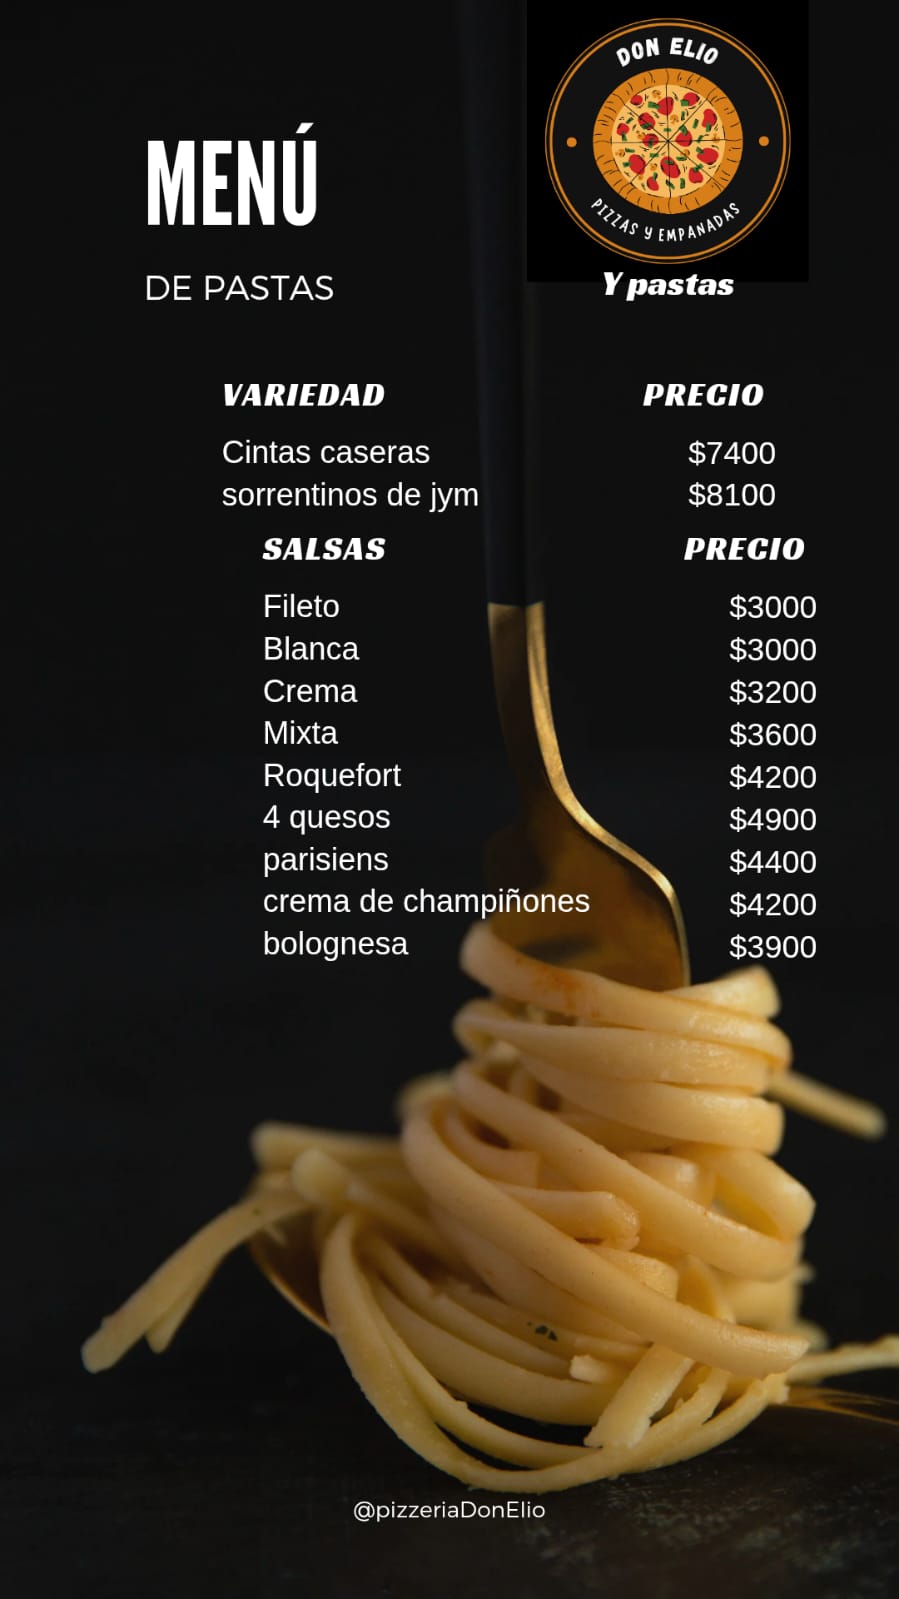 DON ELIO
PIZZAS Y EMPANADAS
MENÚ
DE PASTAS
Y pastas
VARIEDAD PRECIO
Cintas caseras $7400
sorrentinos de jym $8100
SALSAS PRECIO
Fileto $3000
Blanca $3000
Crema $3200
Mixta $3600
Roquefort $4200
4 quesos $4900
parisiens $4400
crema de champiñones $4200
bolognesa $3900
@pizzeriaDonElio